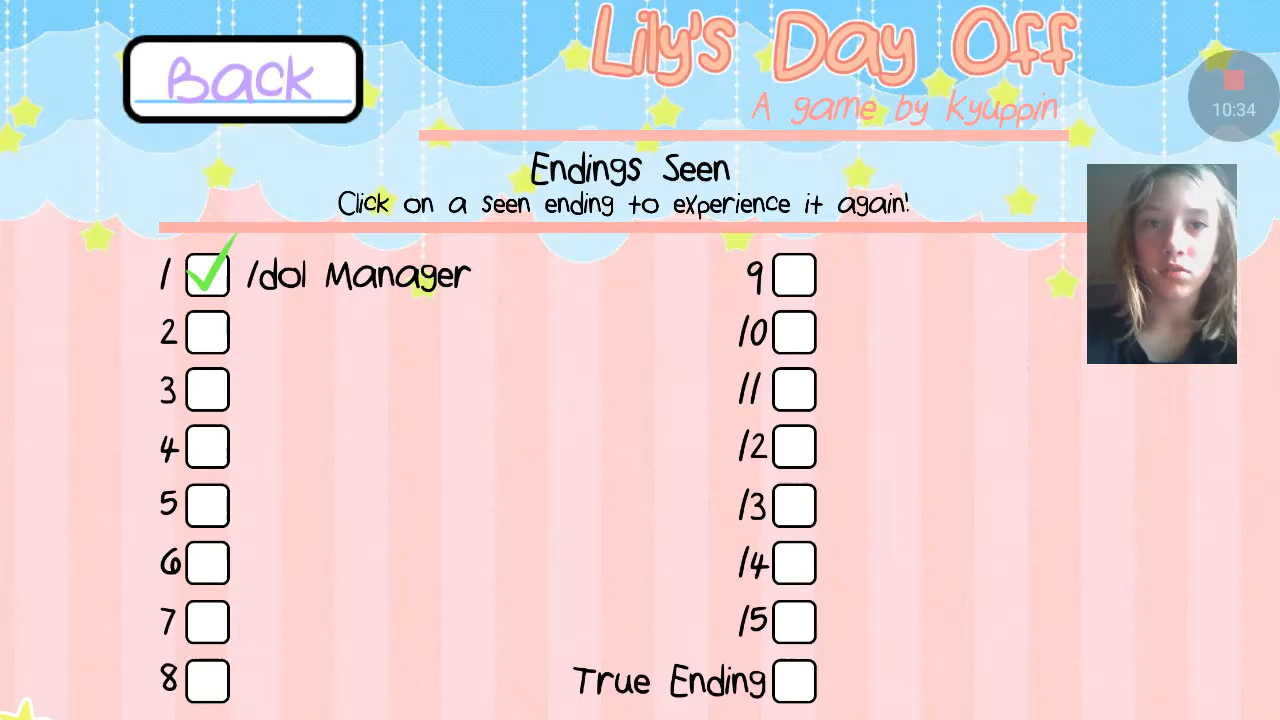 Lily's Day Off
Back
A game by Kyuppin
10:34
Endings Seen
Click on a seen ending to experience it again!
1 Idol Manager
2
3
4
5
6
7
8
9
10
11
12
13
14
15
True Ending